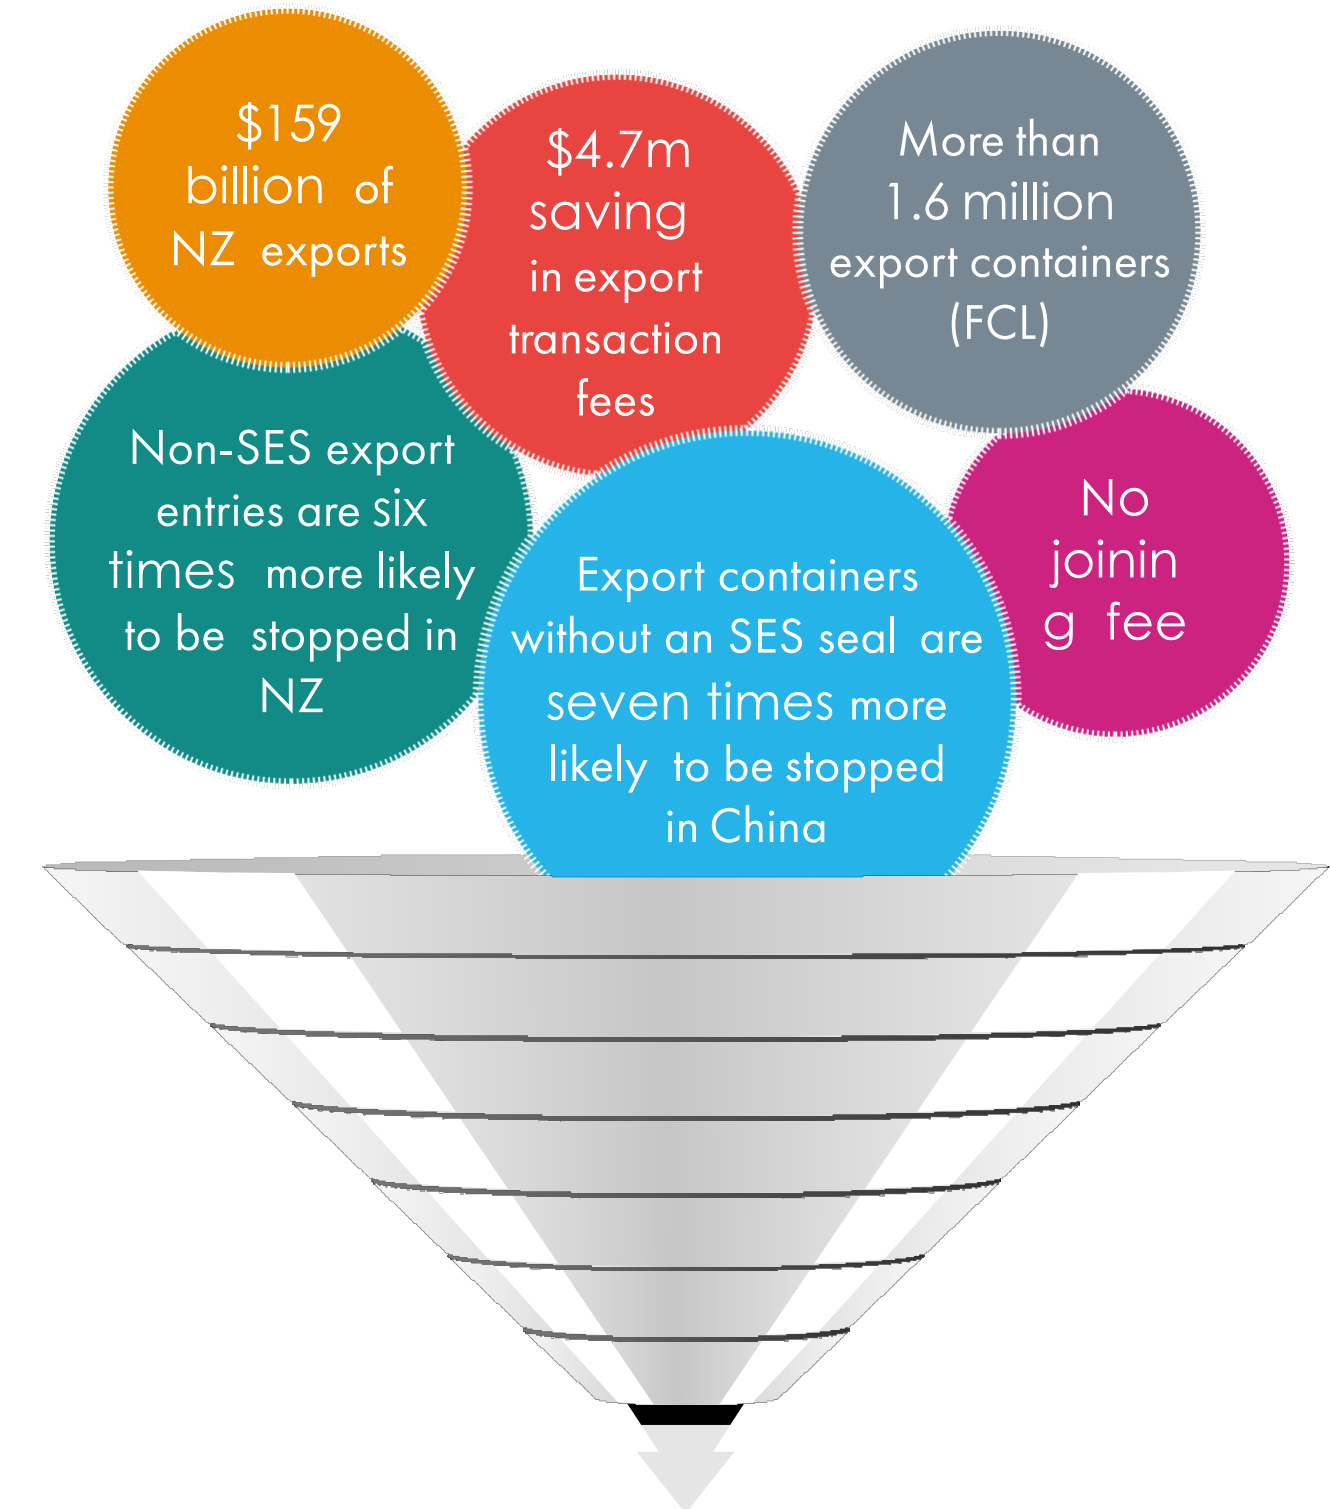 $159
billion of
NZ exports
$4.7m
saving
in export
transaction
fees
More than
1.6 million
export containers
(FCL)
Non-SES export
entries are six
times more likely
to be stopped in
NZ
Export containers
without an SES seal are
seven times more
likely to be stopped
in China
No
joinin
g fee